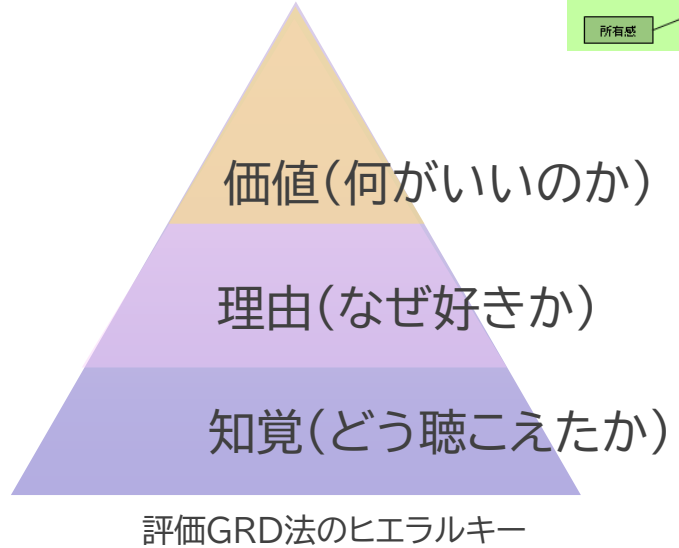 所有感
価値(何がいいのか)
理由(なぜ好きか)
知覚(どう聴こえたか)
評価GRD法のヒエラルキー